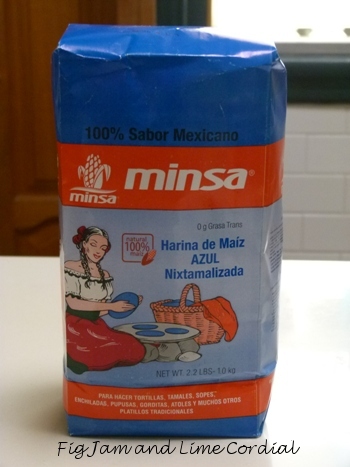 100% Sabor Mexicano
minsa
minsa®
0 g Grasa Trans
natural
100%
maíz
Harina de Maíz
AZUL
Nixtamalizada
NET WT. 2.2 LBS - 1.0 kg
PARA HACER TORTILLAS, TAMALES, SOPES,
ENCHILADAS, PUPUSAS, GORDITAS, ATOLES Y MUCHOS OTROS
PLATILLOS TRADICIONALES
Fig Jam and Lime Cordial